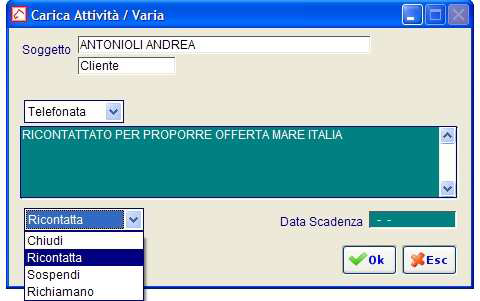 Carica Attività / Varia
Soggetto ANTONIOLI ANDREA
Cliente
Telefonata
RICONTATTATO PER PROPORRE OFFERTA MARE ITALIA
Ricontatta Data Scadenza - -
Chiudi
Ricontatta
Sospendi
Richiamano
Ok Esc